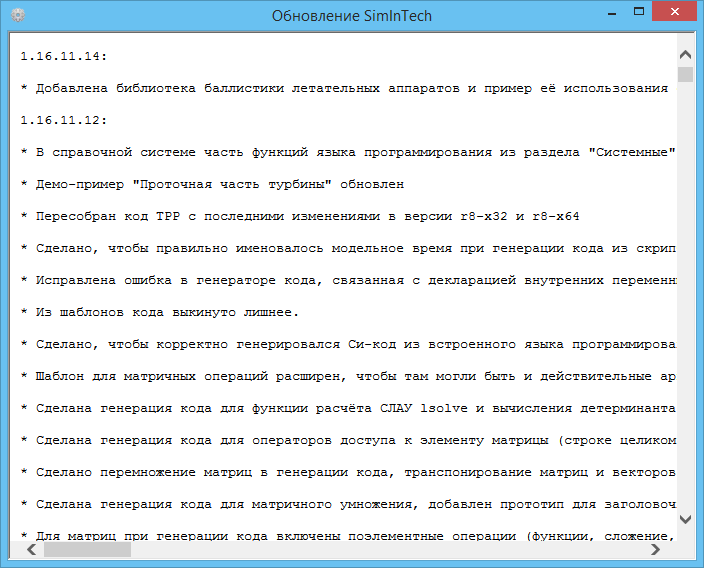 Обновление SimInTech
1.16.11.14:
* Добавлена библиотека баллистики летательных аппаратов и пример её использования
1.16.11.12:
* В справочной системе часть функций языка программирования из раздела "Системные"
* Демо-пример "Проточная часть турбины" обновлен
* Пересобран код ТРР с последними изменениями в версии r8-x32 и r8-x64
* Сделано, чтобы правильно именовалось модельное время при генерации кода из скрип
* Исправлена ошибка в генераторе кода, связанная с декларацией внутренних переменн
* Из шаблонов кода выкинуто лишнее.
* Сделано, чтобы корректно генерировался Си-код из встроенного языка программирова
* Шаблон для матричных операций расширен, чтобы там могли быть и действительные ар
* Сделана генерация кода для функции расчёта СЛАУ lsolve и вычисления детерминанта
* Сделана генерация кода для операторов доступа к элементу матрицы (строке целиком
* Сделано перемножение матриц в генерации кода, транспонирование матриц и векторов
* Сделана генерация кода для матричного умножения, добавлен прототип для заголовоч
* Для матриц при генерации кода включены поэлементные операции (функции, сложение,